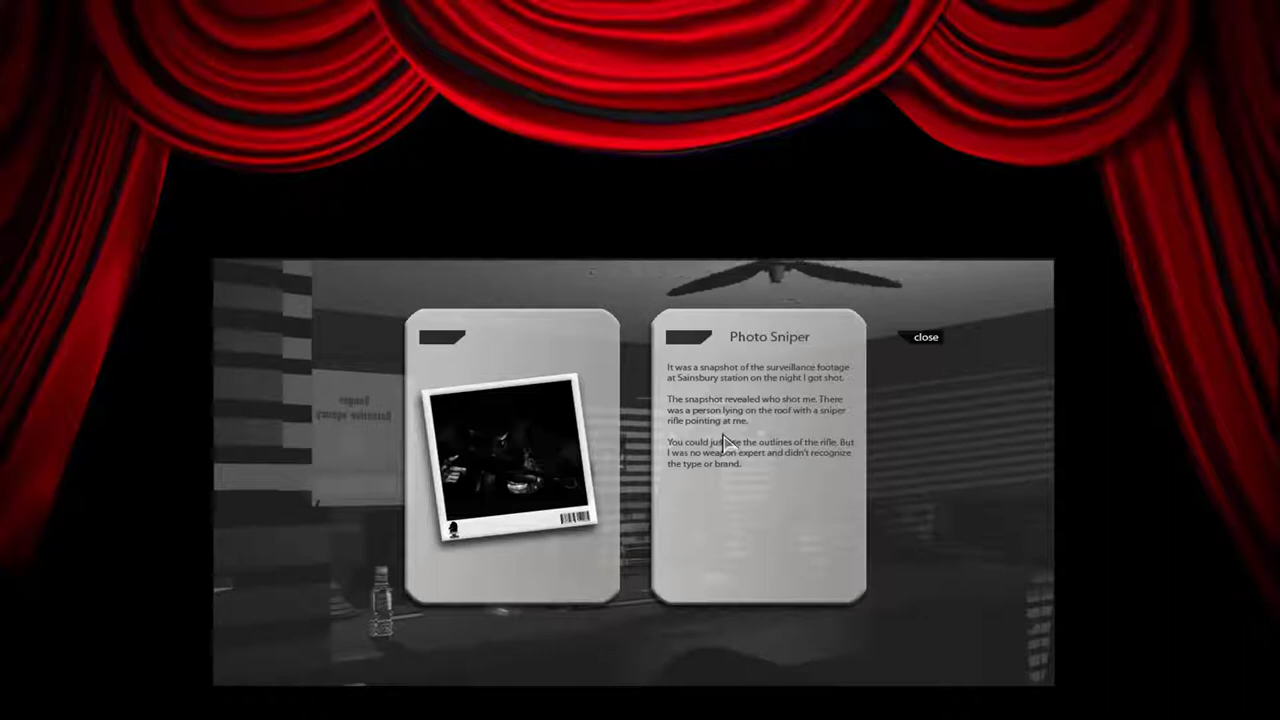 Photo Sniper
close
It was a snapshot of the surveillance footage
at Sainsbury station on the night I got shot.
The snapshot revealed who shot me. There
was a person lying on the roof with a sniper
rifle pointing at me.
You could just see the outlines of the rifle. But
I was no weapon expert and didn't recognize
the type or brand.